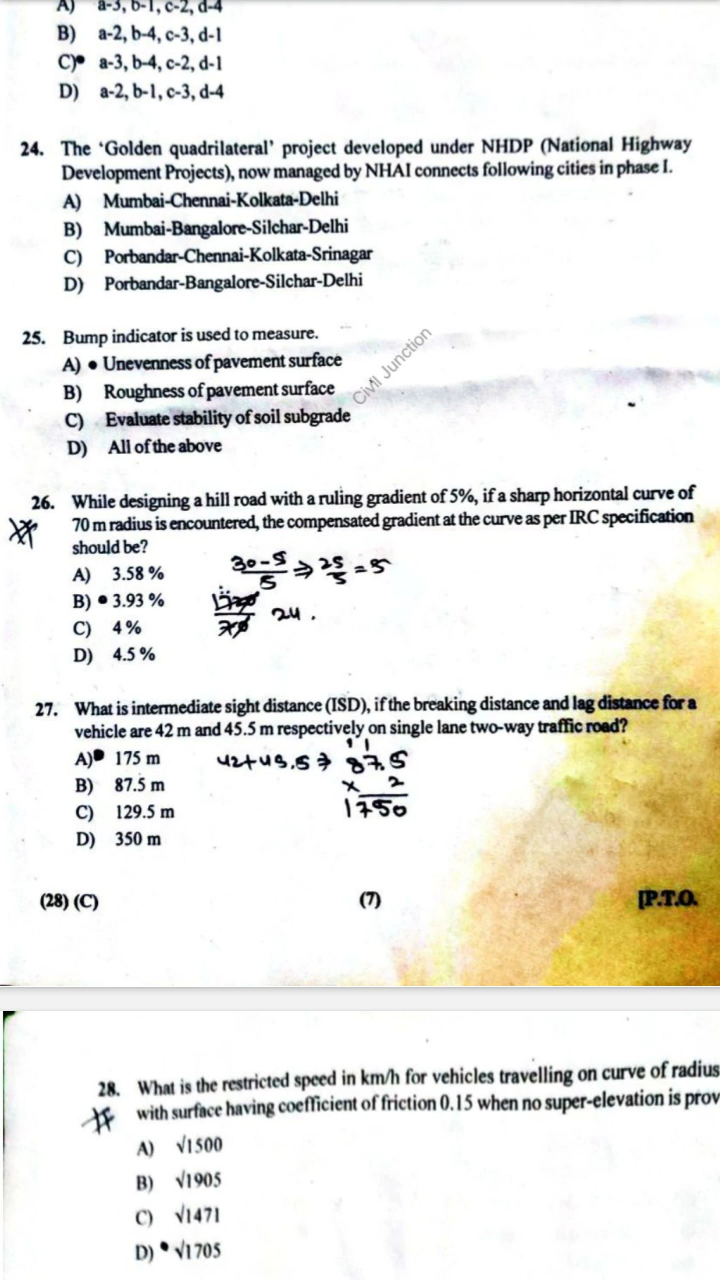 A) a-3, b-1, c-2, d-4
B) a-2, b-4, c-3, d-1
C) a-3, b-4, c-2, d-1
D) a-2, b-1, c-3, d-4
24. The ‘Golden quadrilateral’ project developed under NHDP (National Highway
Development Projects), now managed by NHAI connects following cities in phase I.
A) Mumbai-Chennai-Kolkata-Delhi
B) Mumbai-Bangalore-Silchar-Delhi
C) Porbandar-Chennai-Kolkata-Srinagar
D) Porbandar-Bangalore-Silchar-Delhi
25. Bump indicator is used to measure.
A) Unevenness of pavement surface
B) Roughness of pavement surface
C) Evaluate stability of soil subgrade
D) All of the above
Civil Junction
26. While designing a hill road with a ruling gradient of 5%, if a sharp horizontal curve of
70 m radius is encountered, the compensated gradient at the curve as per IRC specification
should be?
A) 3.58 %
B) 3.93 %
C) 4 %
D) 4.5 %
30-5/5 ⇒ 25/5 = 5
24.
27. What is intermediate sight distance (ISD), if the breaking distance and lag distance for a
vehicle are 42 m and 45.5 m respectively on single lane two-way traffic road?
A) 175 m
B) 87.5 m
C) 129.5 m
D) 350 m
1 1
42+45.5 ⇒ 87.5
x 2
1750
(28) (C) (7) [P.T.O.
28. What is the restricted speed in km/h for vehicles travelling on curve of radius
with surface having coefficient of friction 0.15 when no super-elevation is prov
A) √1500
B) √1905
C) √1471
D) √1705